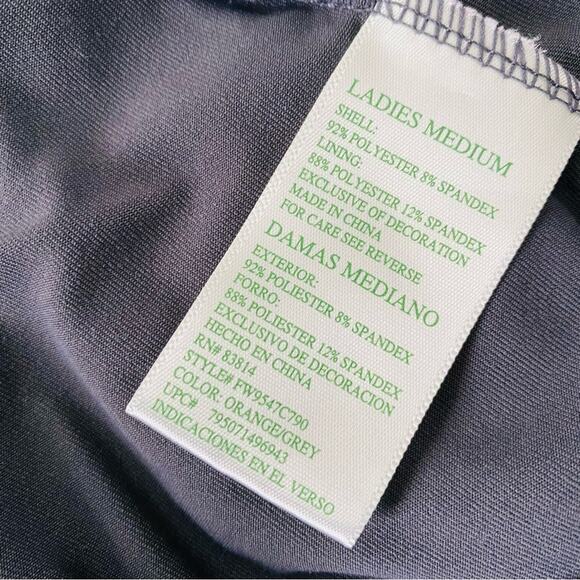 LADIES MEDIUM
SHELL:
92% POLYESTER 8% SPANDEX
LINING:
88% POLYESTER 12% SPANDEX
EXCLUSIVE OF DECORATION
MADE IN CHINA
FOR CARE SEE REVERSE
DAMAS MEDIANO
EXTERIOR:
92% POLIESTER 8% SPANDEX
FORRO:
88% POLIESTER 12% SPANDEX
EXCLUSIVO DE DECORACION
HECHO EN CHINA
RN# 83814
STYLE# FW9547C790
COLOR: ORANGE/GREY
UPC# 795071496943
INDICACIONES EN EL VERSO